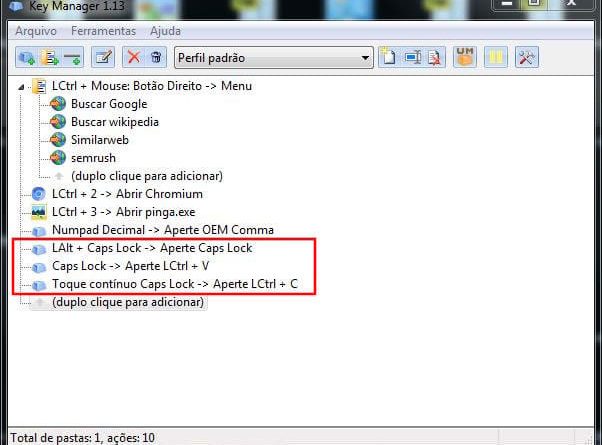 Key Manager 1.13
Arquivo Ferramentas Ajuda
Perfil padrão
UM
LCtrl + Mouse: Botão Direito -> Menu
Buscar Google
Buscar wikipedia
Similarweb
semrush
(duplo clique para adicionar)
LCtrl + 2 -> Abrir Chromium
LCtrl + 3 -> Abrir pinga.exe
Numpad Decimal -> Aperte OEM Comma
LAlt + Caps Lock -> Aperte Caps Lock
Caps Lock -> Aperte LCtrl + V
Toque contínuo Caps Lock -> Aperte LCtrl + C
(duplo clique para adicionar)
Total de pastas: 1, ações: 10